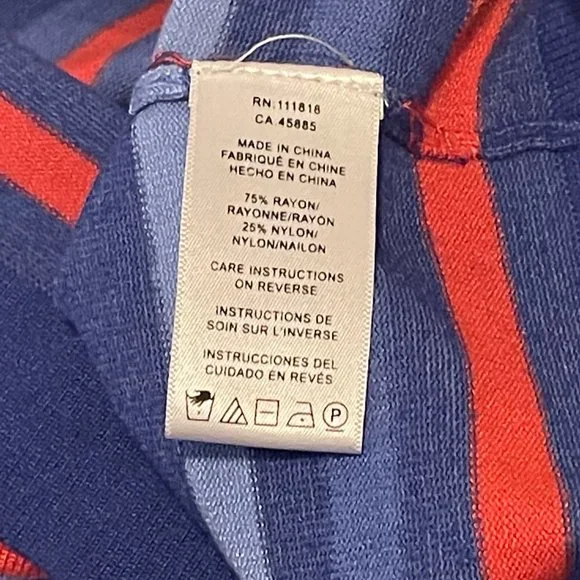 RN: 111818
CA 45885
MADE IN CHINA
FABRIQUÉ EN CHINE
HECHO EN CHINA
75% RAYON/
RAYONNE/RAYÓN
25% NYLON/
NYLON/NAILON
CARE INSTRUCTIONS
ON REVERSE
INSTRUCTIONS DE
SOIN SUR L'INVERSE
INSTRUCCIONES DEL
CUIDADO EN REVÉS
P